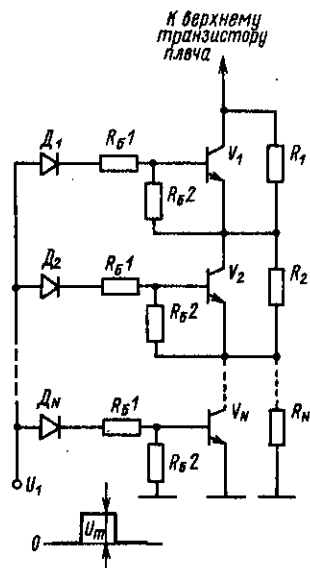 К верхнему
транзистору
плеча
Д1 Rб1 V1 R1
Rб2
Д2 Rб1 V2 R2
Rб2
ДN Rб1 VN RN
Rб2
U1
0 Um